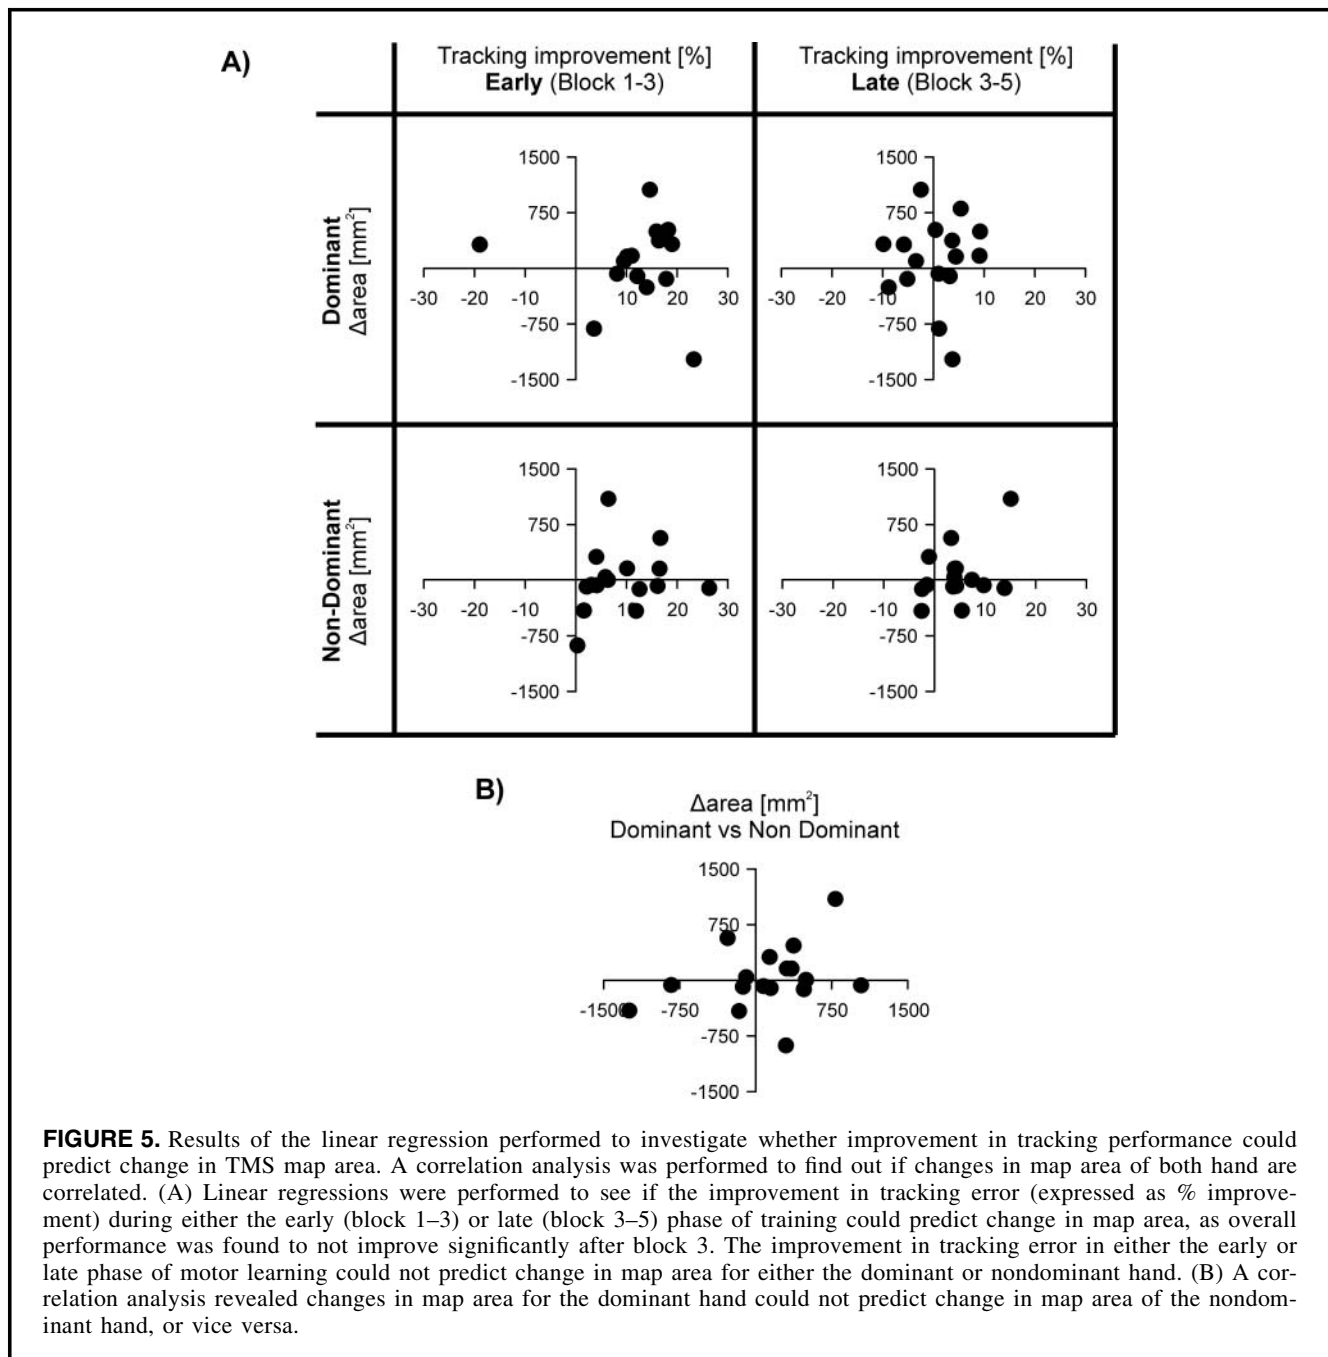 A)
Tracking improvement [%]
Early (Block 1-3)
Tracking improvement [%]
Late (Block 3-5)
Dominant
Δarea [mm²]
1500
750
-30 -20 -10 10 20 30
-750
-1500
1500
750
-30 -20 -10 10 20 30
-750
-1500
Non-Dominant
Δarea [mm²]
1500
750
-30 -20 -10 10 20 30
-750
-1500
1500
750
-30 -20 -10 10 20 30
-750
-1500
B)
Δarea [mm²]
Dominant vs Non Dominant
1500
750
-1500 -750 750 1500
-750
-1500
FIGURE 5. Results of the linear regression performed to investigate whether improvement in tracking performance could
predict change in TMS map area. A correlation analysis was performed to find out if changes in map area of both hand are
correlated. (A) Linear regressions were performed to see if the improvement in tracking error (expressed as % improve-
ment) during either the early (block 1–3) or late (block 3–5) phase of training could predict change in map area, as overall
performance was found to not improve significantly after block 3. The improvement in tracking error in either the early or
late phase of motor learning could not predict change in map area for either the dominant or nondominant hand. (B) A cor-
relation analysis revealed changes in map area for the dominant hand could not predict change in map area of the nondom-
inant hand, or vice versa.